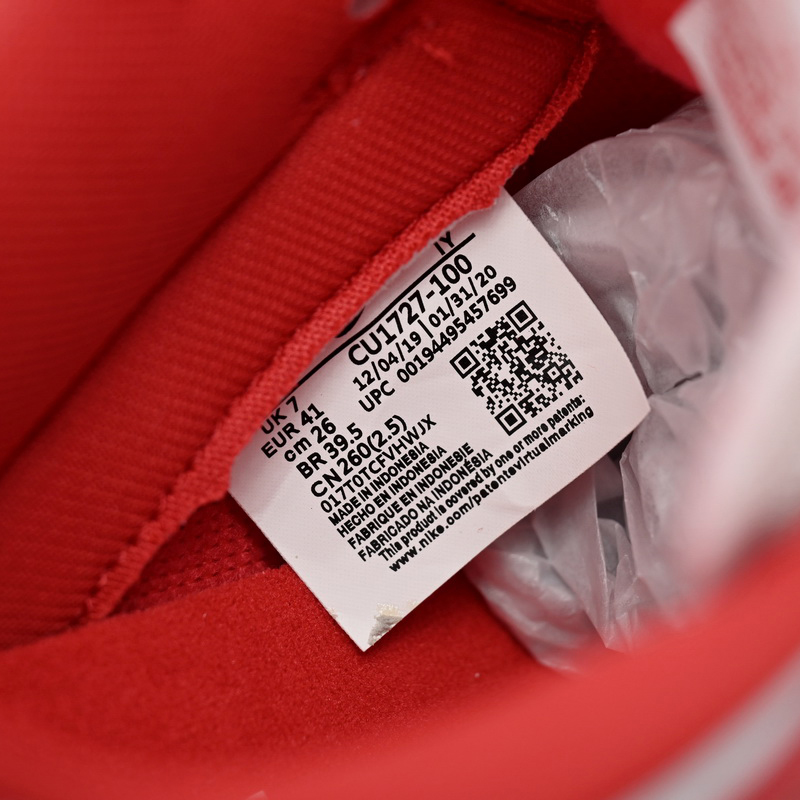 IY
CU1727-100
12/04/19 | 01/31/20
UPC 00194495457699
UK 7
EUR 41
cm 26
BR 39.5
CN 260(2.5)
017T0TCFVHWJX
MADE IN INDONESIA
HECHO EN INDONESIA
FABRIQUE EN INDONESIE
FABRICADO NA INDONÉSIA
This product is covered by one or more patents:
www.nike.com/patentsvirtualmarking